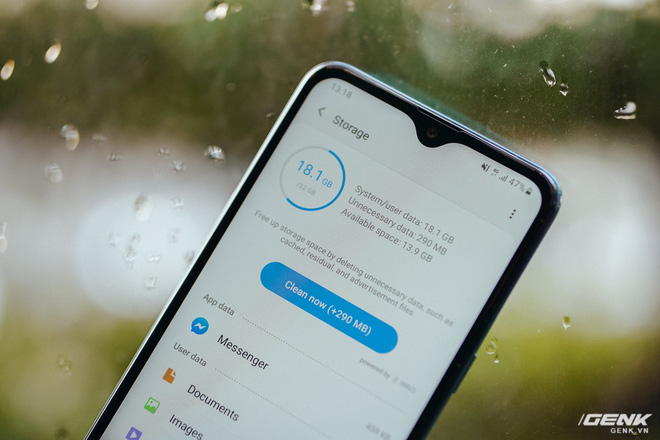 13:18
47%
Storage
18.1 GB
/32 GB
System/user data: 18.1 GB
Unnecessary data: 290 MB
Available space: 13.9 GB
Free up storage space by deleting unnecessary data, such as
cached, residual, and advertisement files.
Clean now (+290 MB)
powered by
App data
Messenger
User data
Documents
Images
GENK
GENK.VN